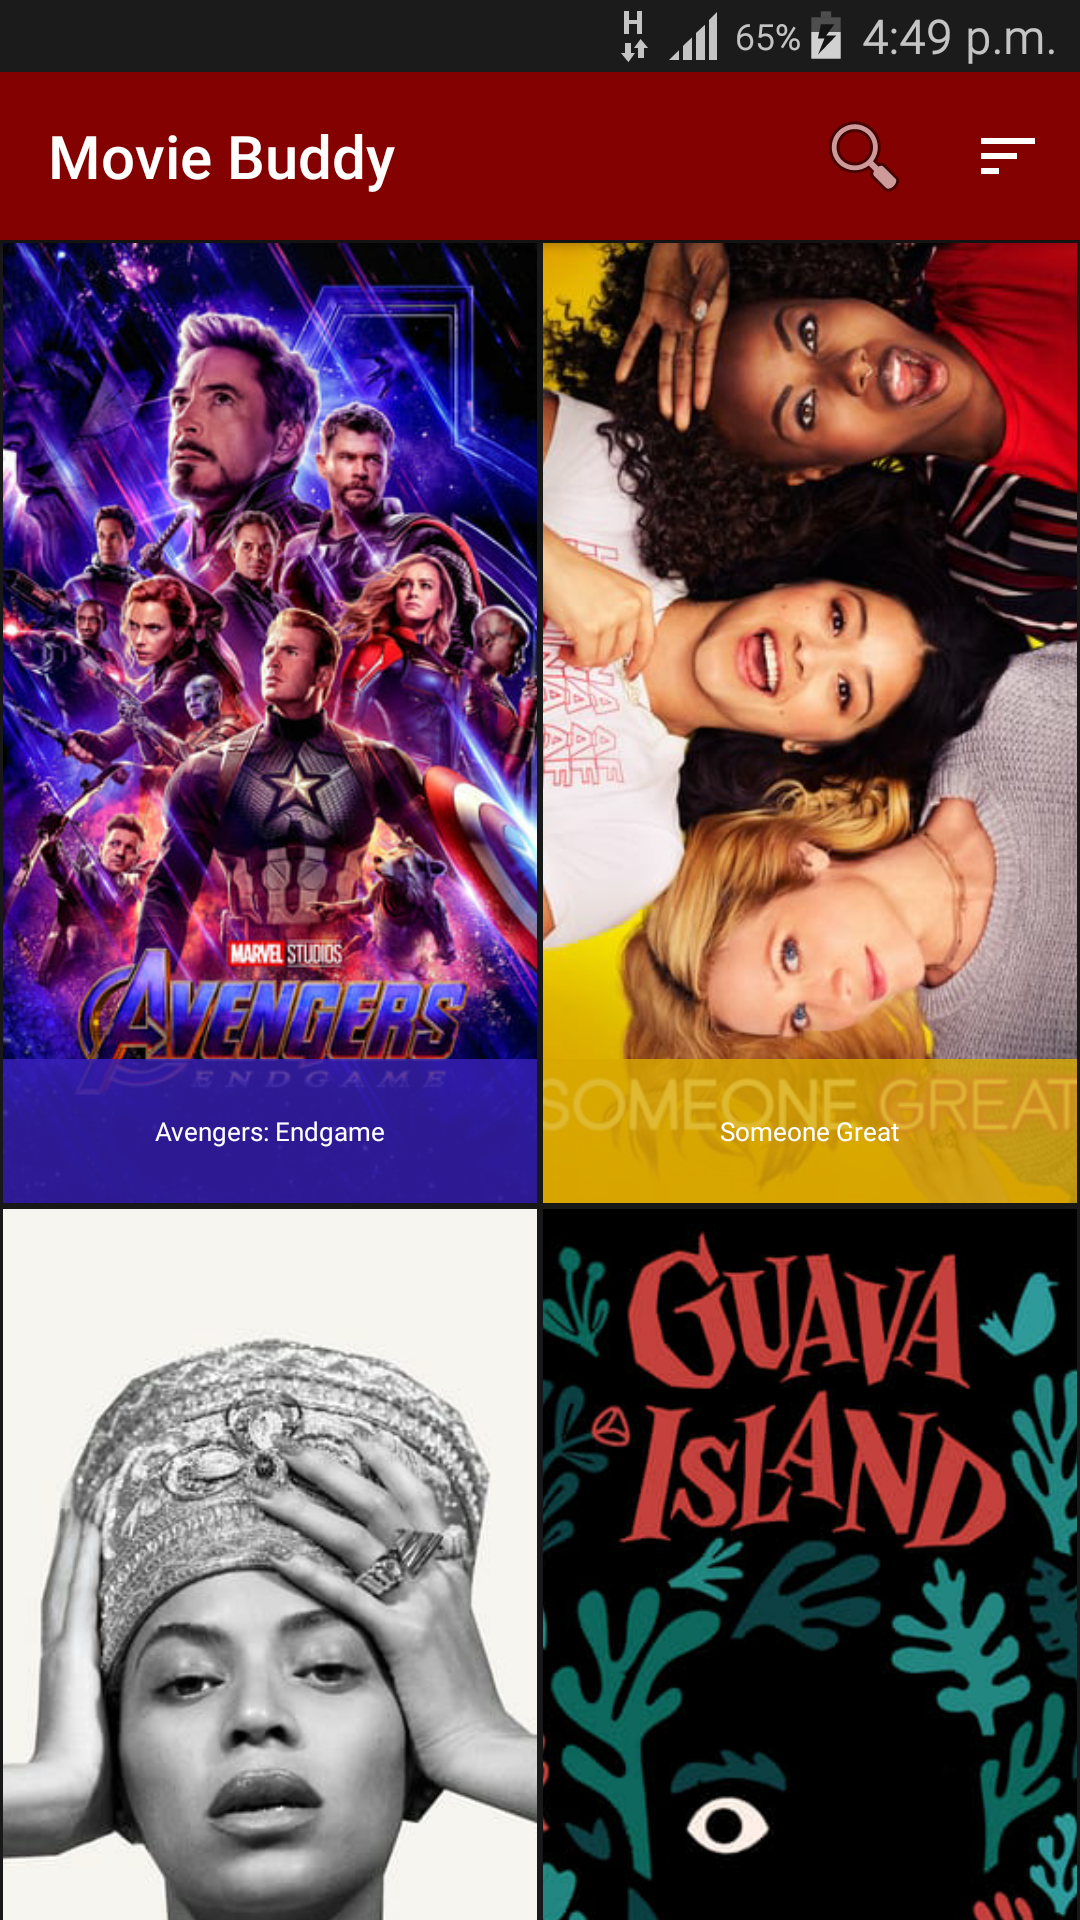 H 65% 4:49 p.m.
Movie Buddy
MARVEL STUDIOS
AVENGERS
ENDGAME
Avengers: Endgame
SOMEONE GREAT
Someone Great
GUAVA
ISLAND